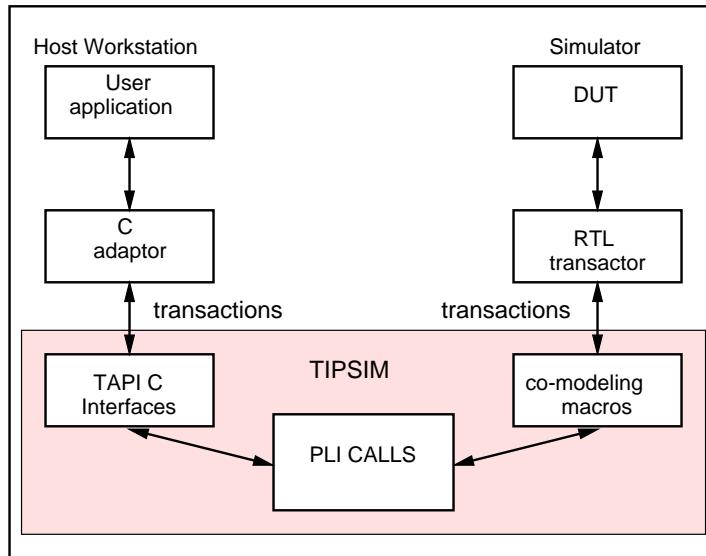 Host Workstation
Simulator
User
application
DUT
C
adaptor
RTL
transactor
transactions
transactions
TIPSIM
TAPI C
Interfaces
co-modeling
macros
PLI CALLS